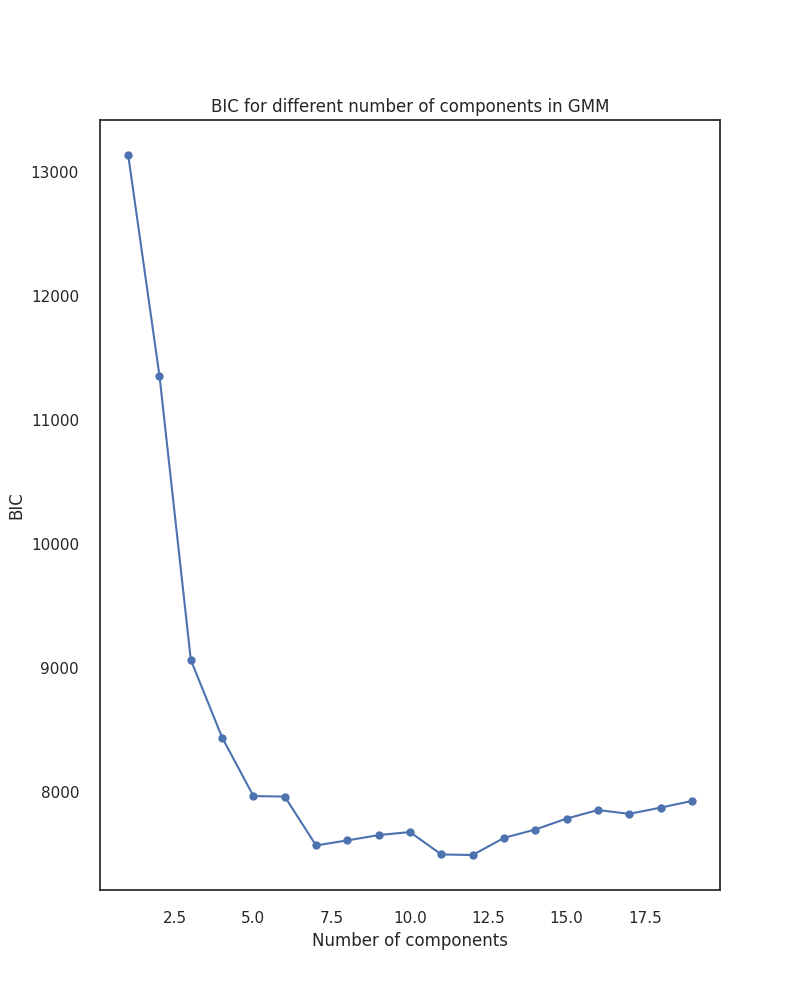 BIC for different number of components in GMM
13000
12000
11000
10000
9000
8000
BIC
2.5 5.0 7.5 10.0 12.5 15.0 17.5
Number of components